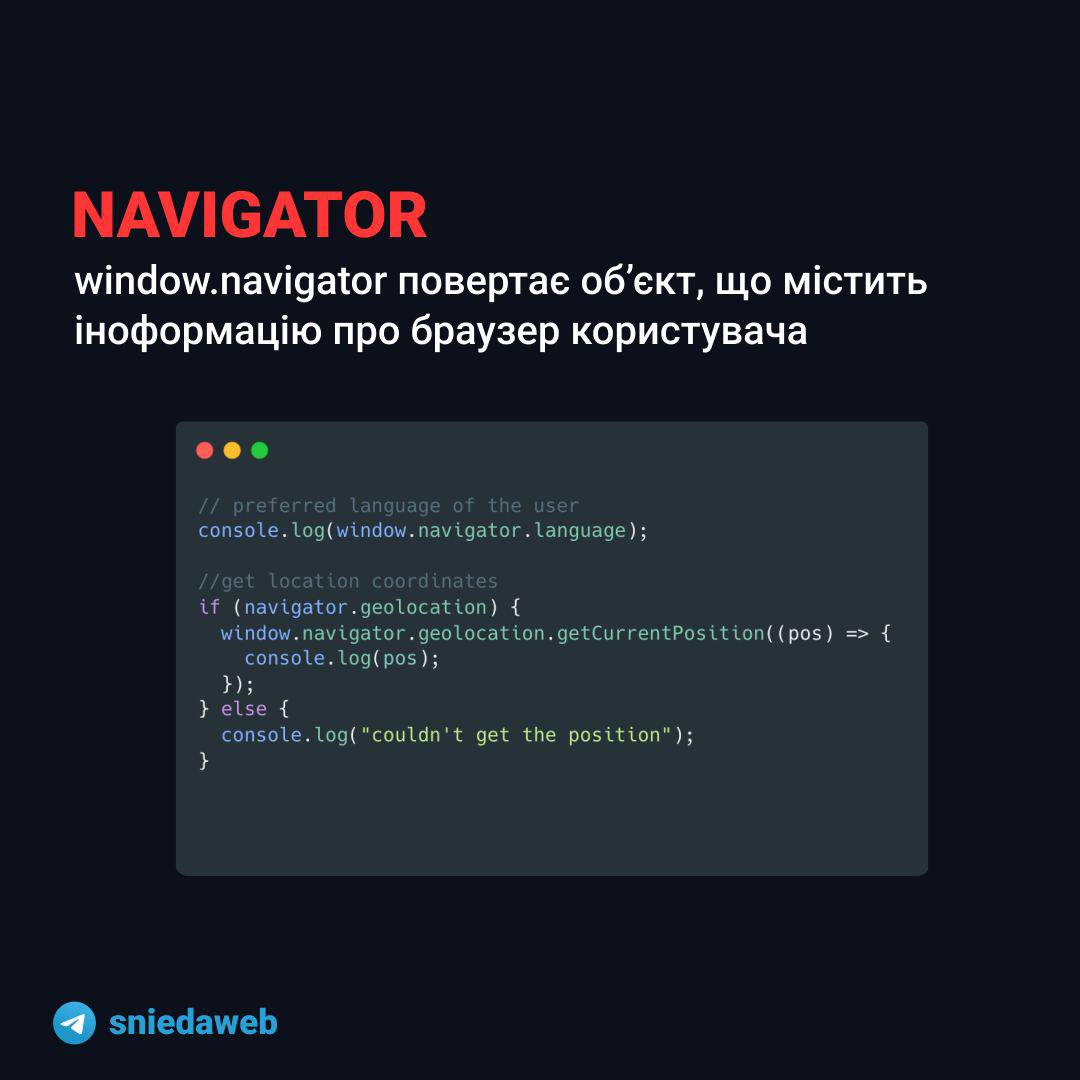 NAVIGATOR
window.navigator повертає об’єкт, що містить
іноформацію про браузер користувача
// preferred language of the user
console.log(window.navigator.language);
//get location coordinates
if (navigator.geolocation) {
  window.navigator.geolocation.getCurrentPosition((pos) => {
    console.log(pos);
  });
} else {
  console.log("couldn't get the position");
}
sniedaweb